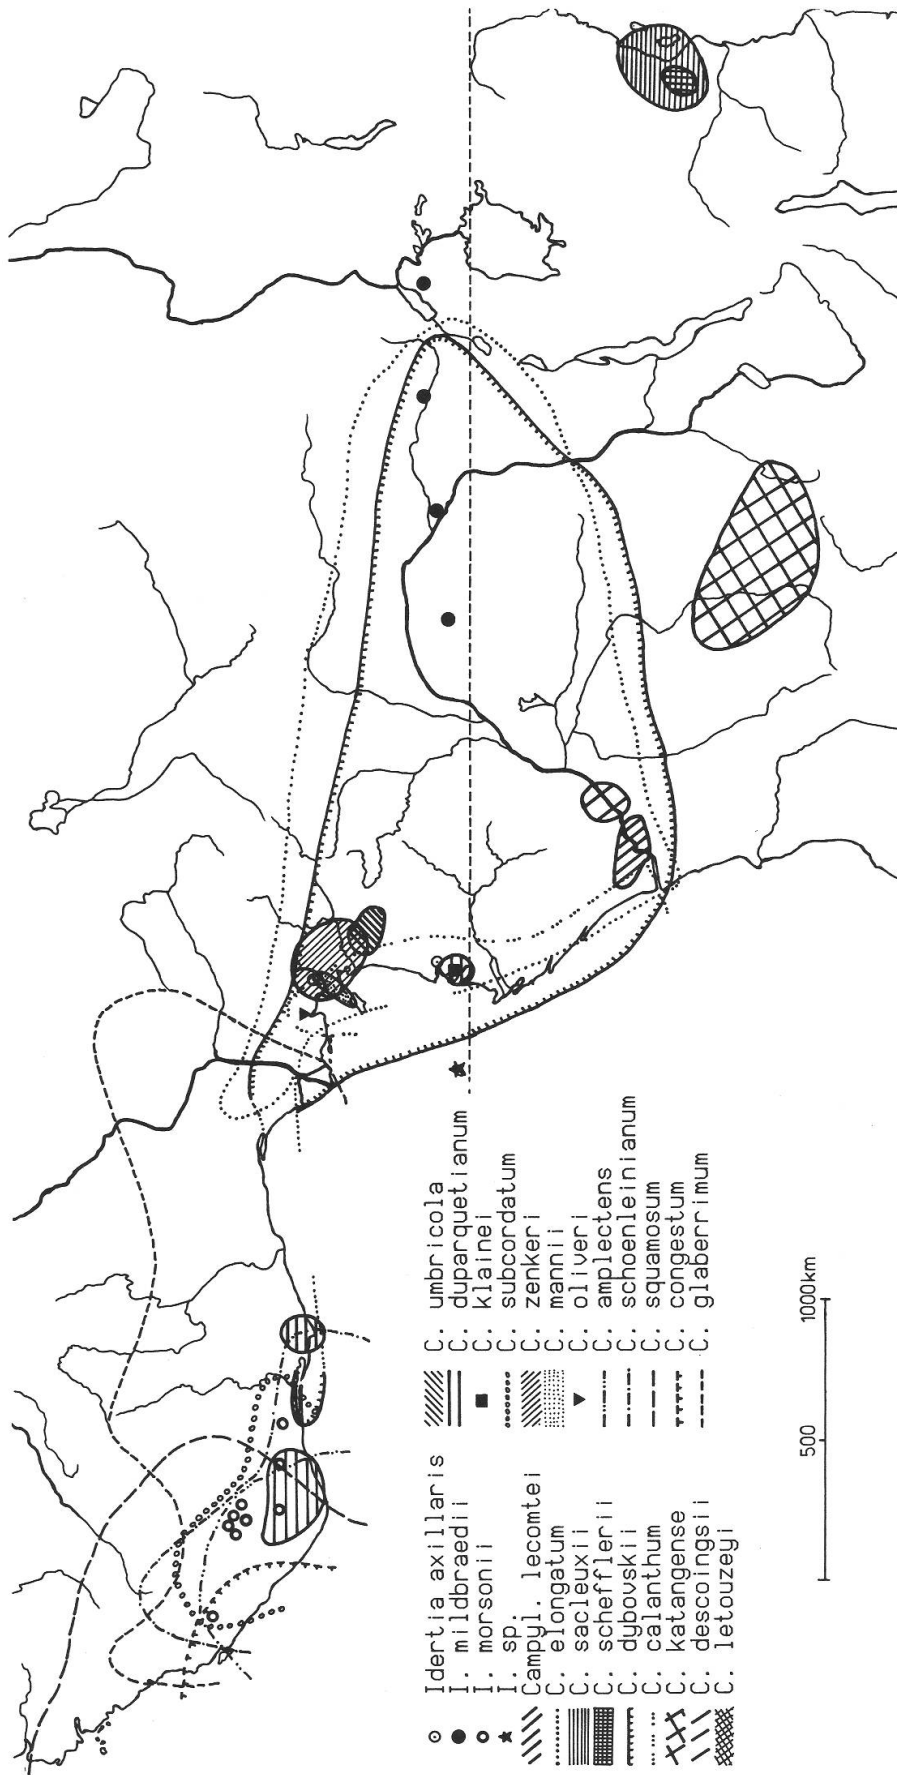 Idertia axillaris
I. mildbraedii
I. morsonii
I. sp.
Campyl. lecomtei
C. elongatum
C. sacleuxii
C. scheffleri i
C. dybovskii
C. calanthum
C. katangense
C. descoingsii
C. letouzeyi
C. umbricola
C. duparquetianum
C. klainei
C. subcordatum
C. zenkeri
C. mannii
C. oliveri
C. amplectens
C. schoenleinianum
C. squamosum
C. congestum
C. glaberrimum
500
1000km